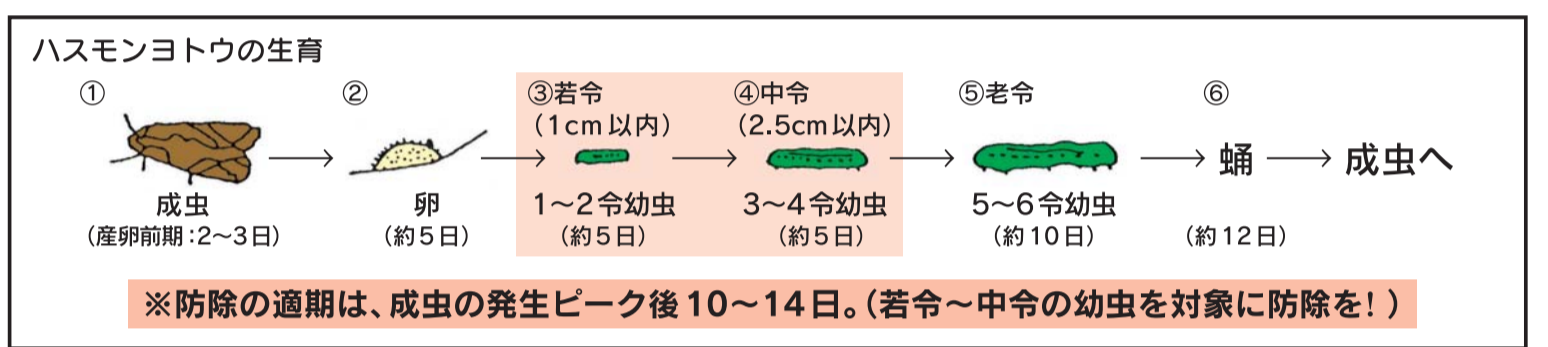 ハスモンヨトウの生育
①
成虫
(産卵前期:2〜3日)
②
卵
(約5日)
③若令
(1cm以内)
1〜2令幼虫
(約5日)
④中令
(2.5cm以内)
3〜4令幼虫
(約5日)
⑤老令
5〜6令幼虫
(約10日)
⑥
蛹
(約12日)
成虫へ
※防除の適期は、成虫の発生ピーク後10〜14日。(若令〜中令の幼虫を対象に防除を!)